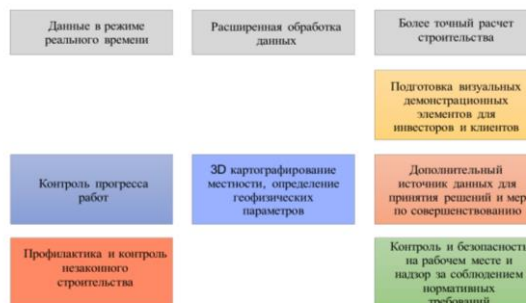 Данные в режиме
реального времени
Расширенная обработка
данных
Более точный расчет
строительства
Подготовка визуальных
демонстрационных
элементов для
инвесторов и клиентов
Контроль прогресса
работ
3D картографирование
местности, определение
геофизических
параметров
Дополнительный
источник данных для
принятия решений и мер
по совершенствованию
Профилактика и контроль
незаконного
строительства
Контроль и безопасность
на рабочем месте и
надзор за соблюдением
нормативных
требований